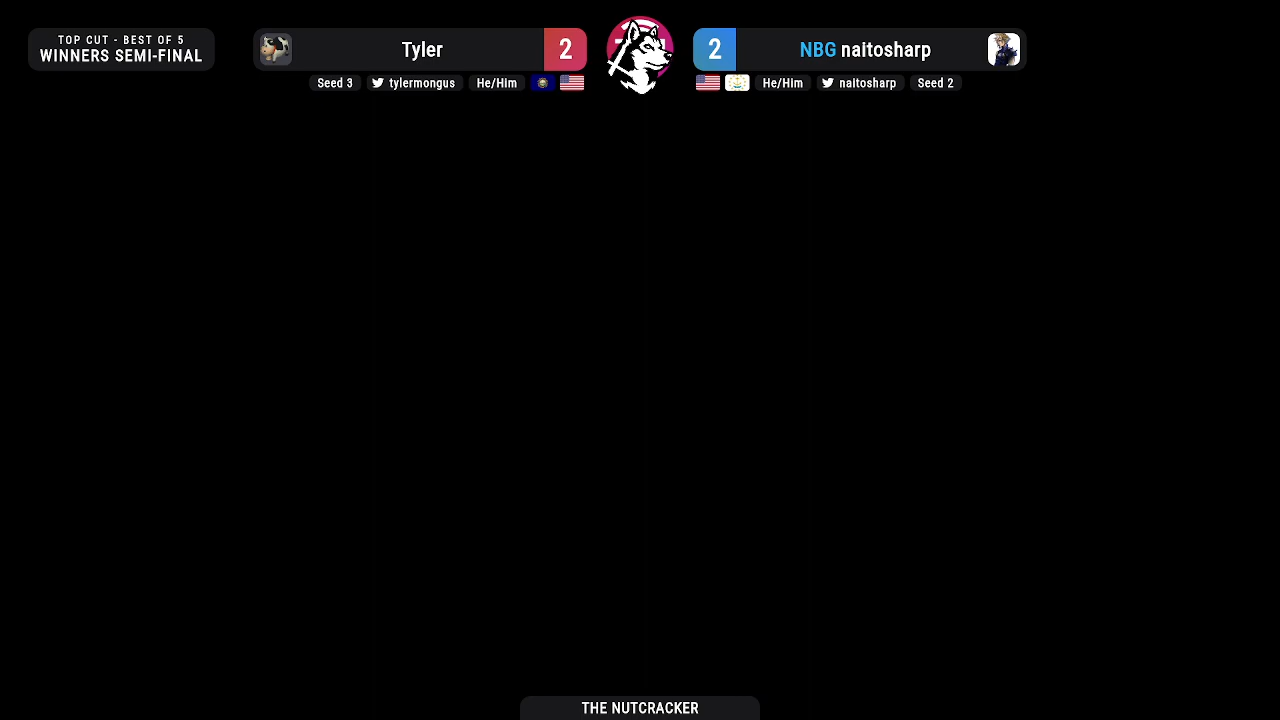 TOP CUT - BEST OF 5
WINNERS SEMI-FINAL
Tyler
2
2
NBG naitosharp
Seed 3
tylermongus
He/Him
He/Him
naitosharp
Seed 2
THE NUTCRACKER